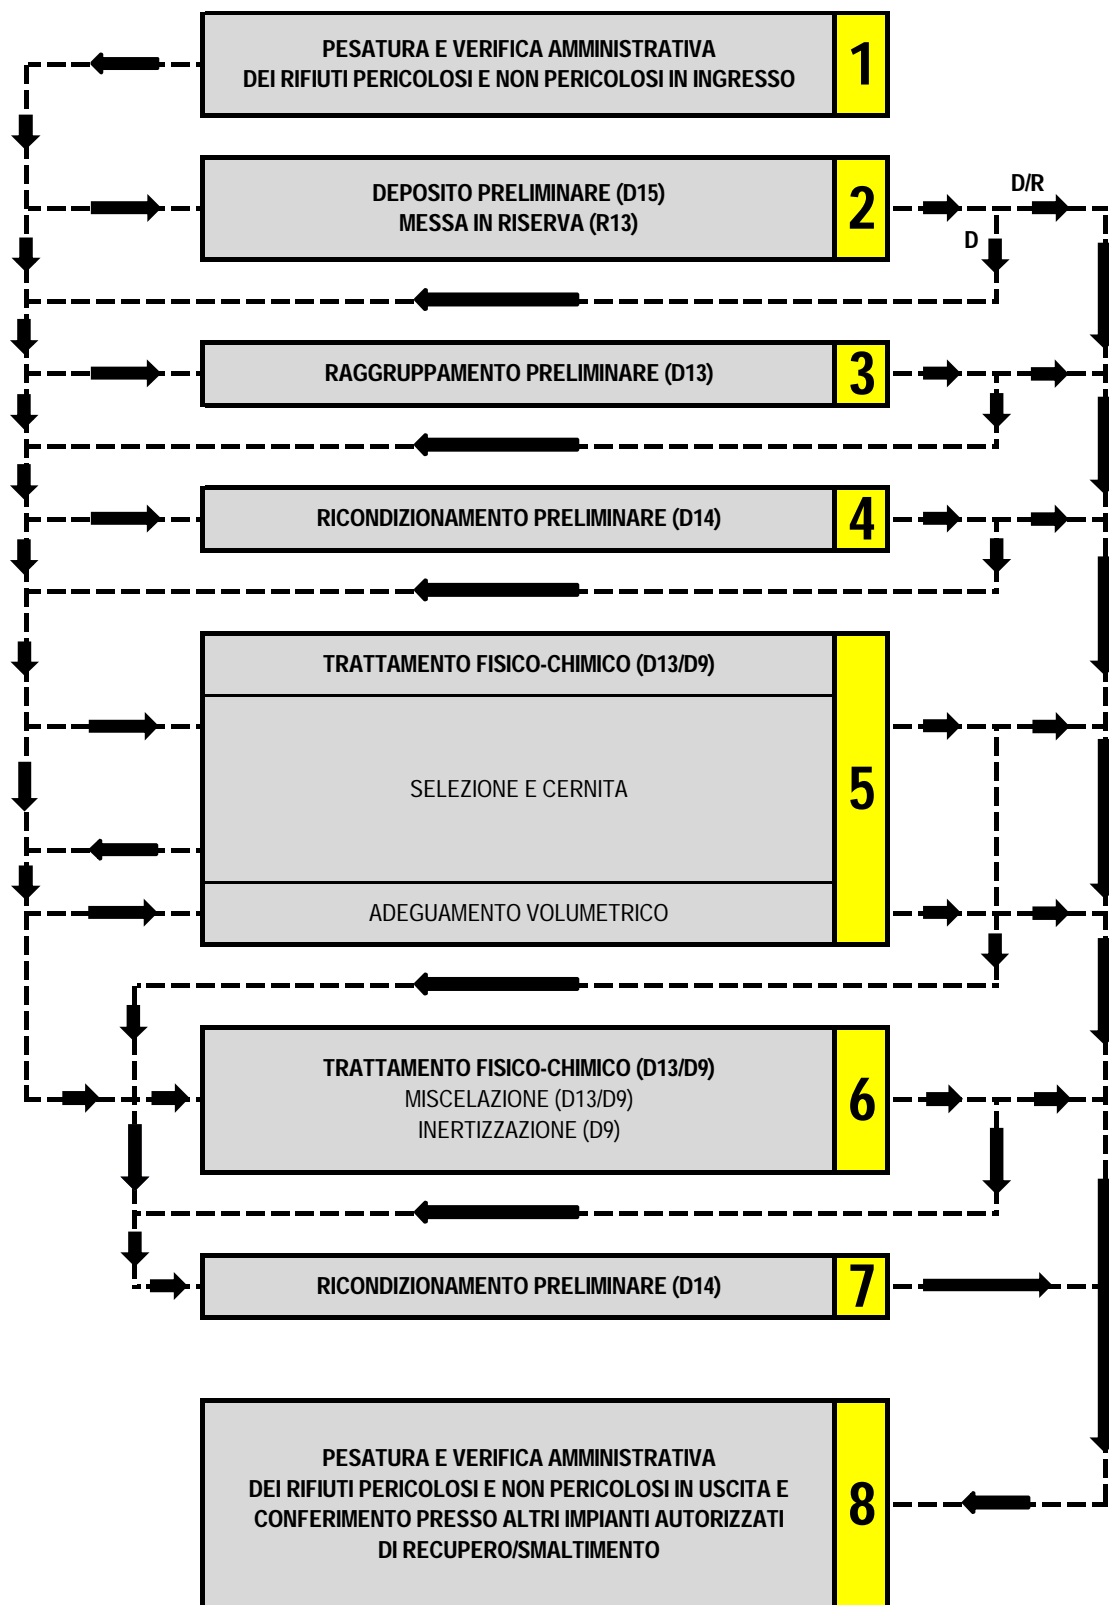 PESATURA E VERIFICA AMMINISTRATIVA
DEI RIFIUTI PERICOLOSI E NON PERICOLOSI IN INGRESSO
1
DEPOSITO PRELIMINARE (D15)
MESSA IN RISERVA (R13)
2
D/R
D
RAGGRUPPAMENTO PRELIMINARE (D13)
3
RICONDIZIONAMENTO PRELIMINARE (D14)
4
TRATTAMENTO FISICO-CHIMICO (D13/D9)
SELEZIONE E CERNITA
5
ADEGUAMENTO VOLUMETRICO
TRATTAMENTO FISICO-CHIMICO (D13/D9)
MISCELAZIONE (D13/D9)
INERTIZZAZIONE (D9)
6
RICONDIZIONAMENTO PRELIMINARE (D14)
7
PESATURA E VERIFICA AMMINISTRATIVA
DEI RIFIUTI PERICOLOSI E NON PERICOLOSI IN USCITA E
CONFERIMENTO PRESSO ALTRI IMPIANTI AUTORIZZATI
DI RECUPERO/SMALTIMENTO
8